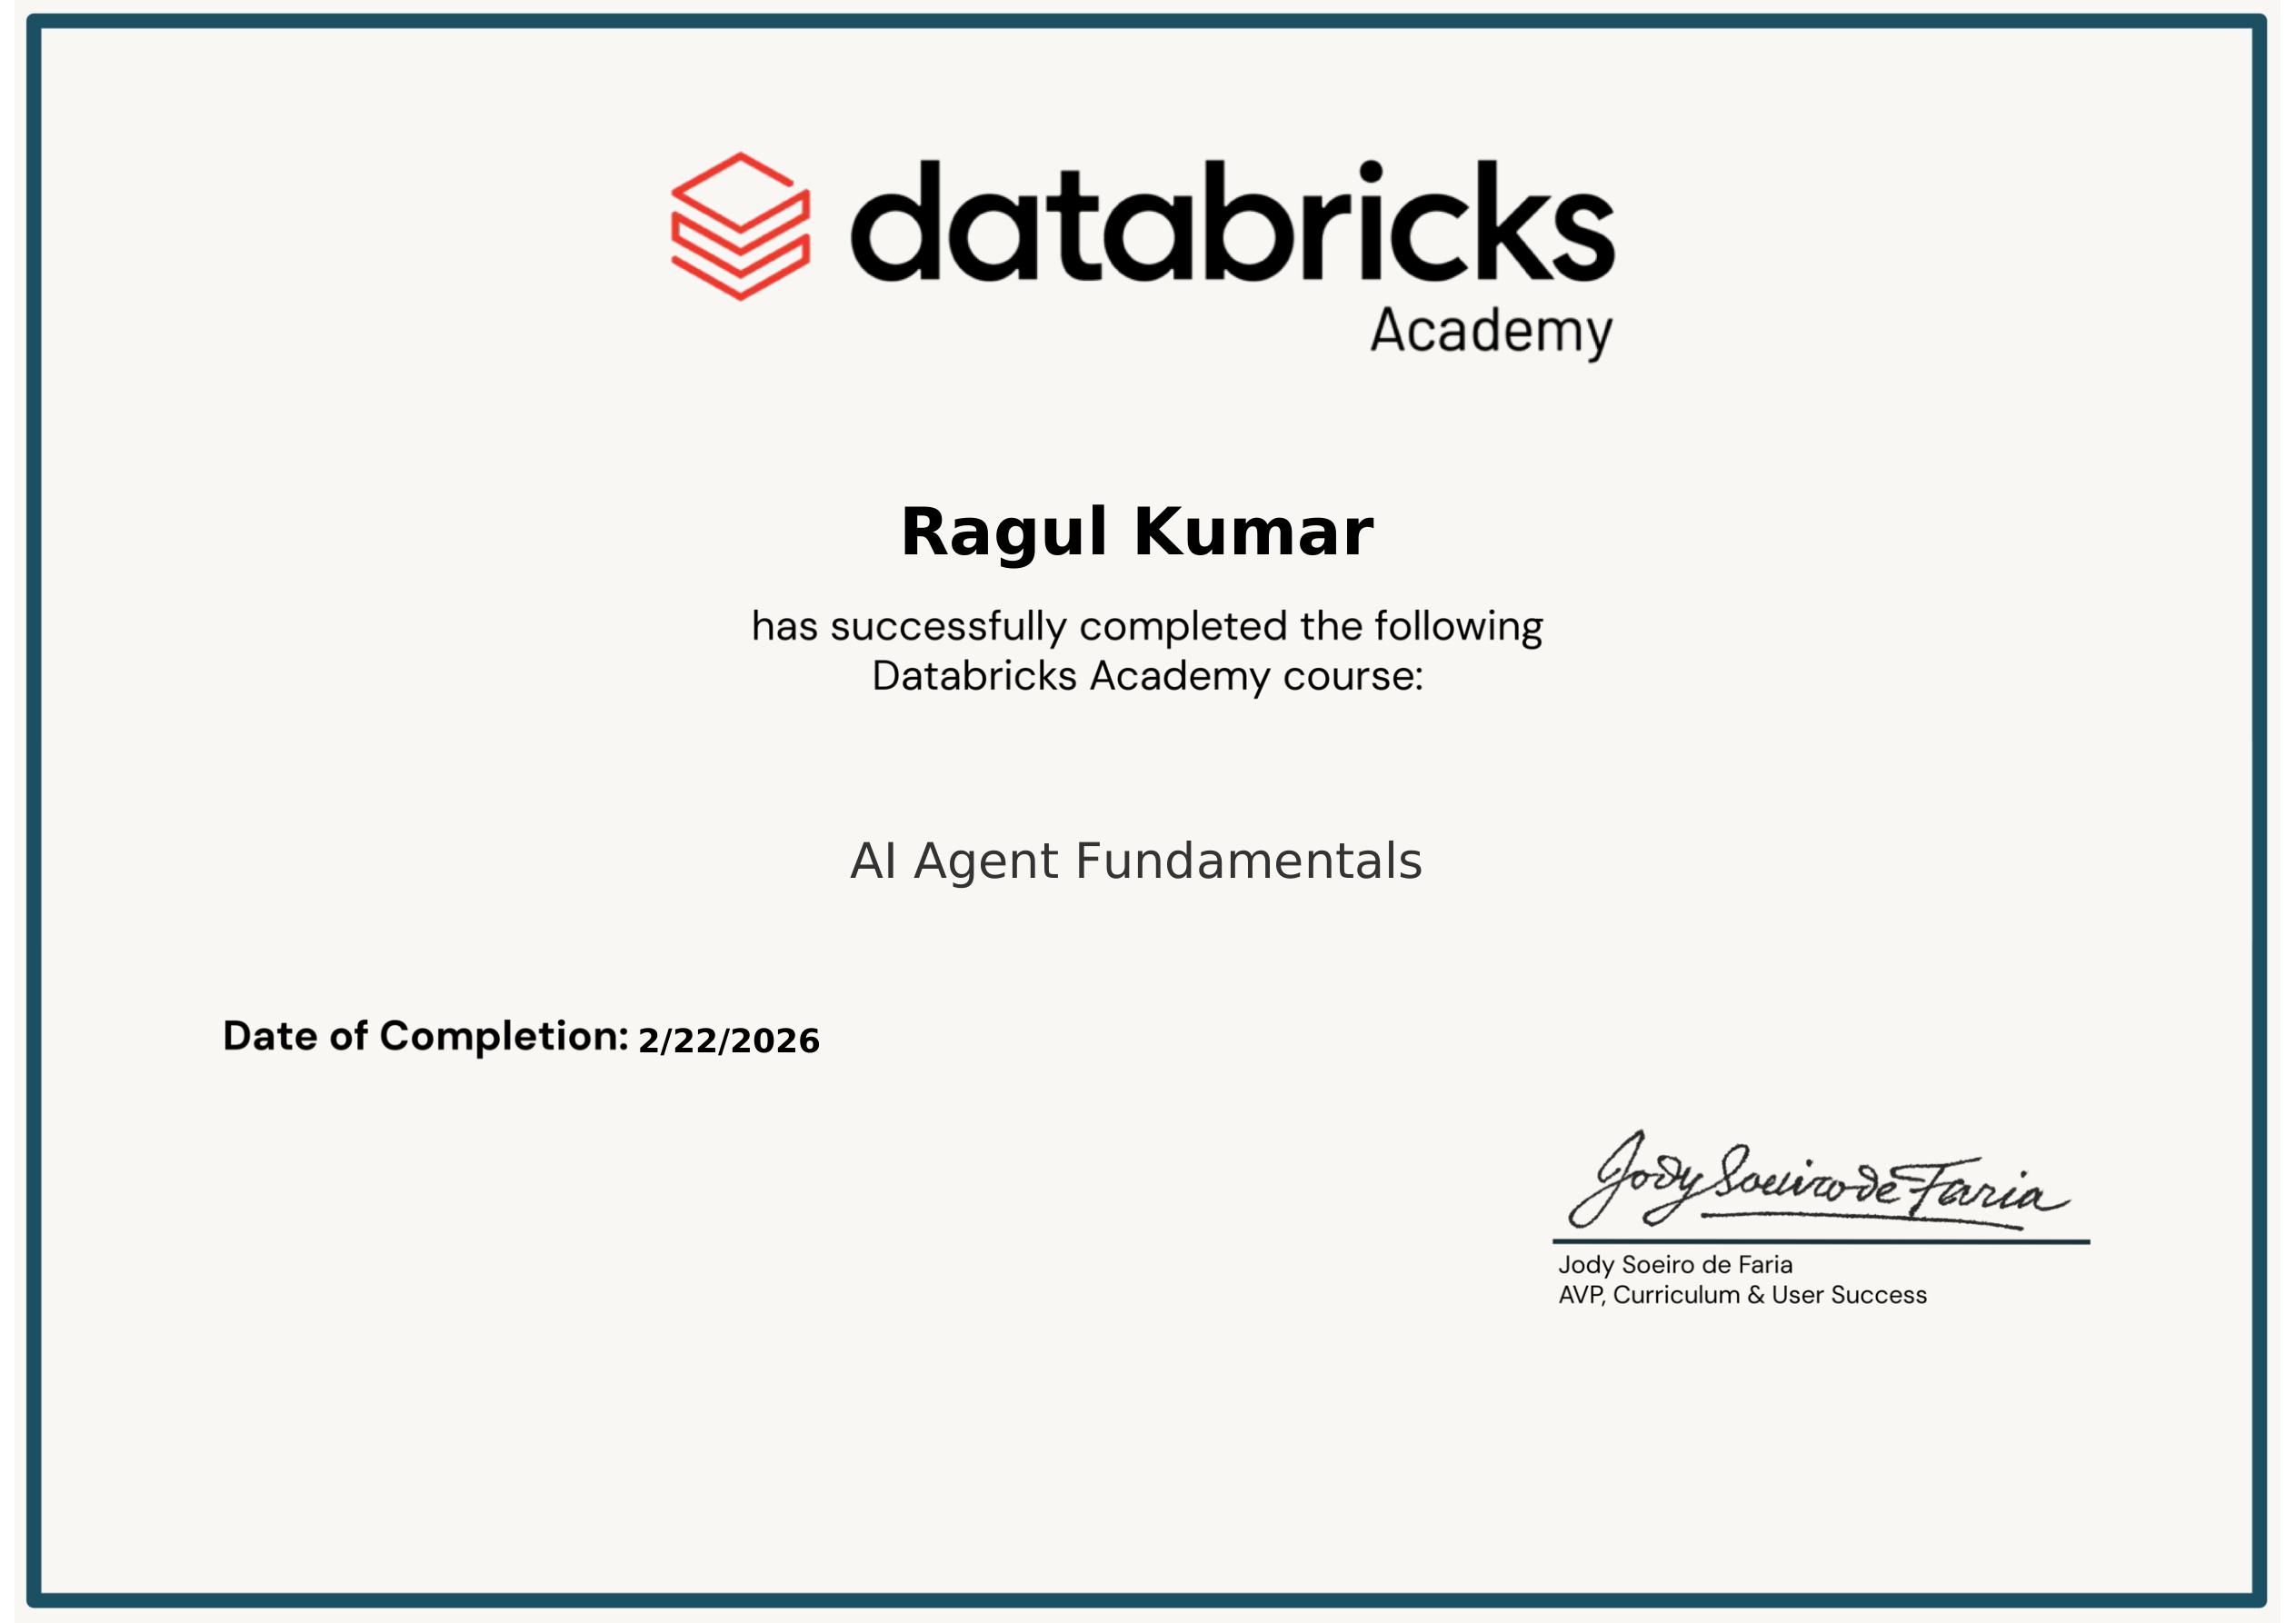 databricks
Academy
Ragul Kumar
has successfully completed the following
Databricks Academy course:
AI Agent Fundamentals
Date of Completion: 2/22/2026
Jody Soeiro de Faria
Jody Soeiro de Faria
AVP, Curriculum & User Success